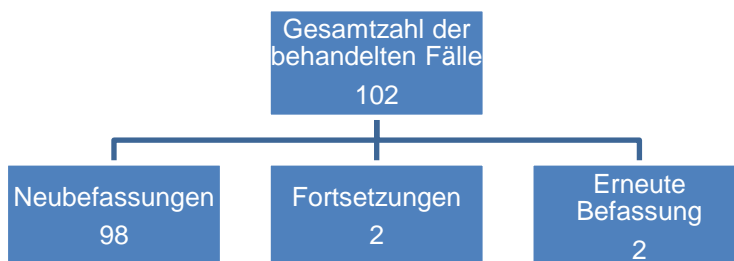 Gesamtzahl der
behandelten Fälle
102
Neubefassungen
98
Fortsetzungen
2
Erneute
Befassung
2